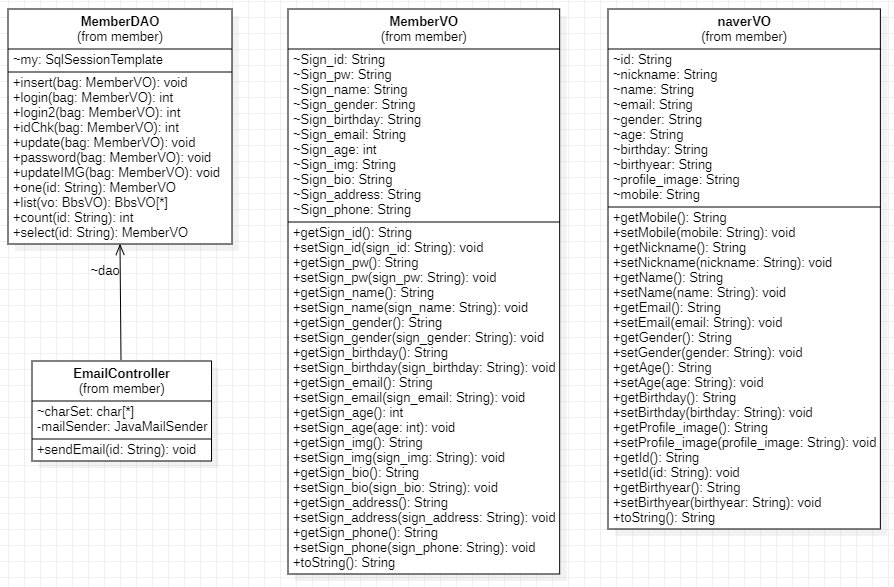 MemberDAO
(from member)
~my: SqlSessionTemplate
+insert(bag: MemberVO): void
+login(bag: MemberVO): int
+login2(bag: MemberVO): int
+idChk(bag: MemberVO): int
+update(bag: MemberVO): void
+password(bag: MemberVO): void
+updateIMG(bag: MemberVO): void
+one(id: String): MemberVO
+list(vo: BbsVO): BbsVO[*]
+count(id: String): int
+select(id: String): MemberVO
~dao
EmailController
(from member)
~charSet: char[*]
-mailSender: JavaMailSender
+sendEmail(id: String): void
MemberVO
(from member)
~Sign_id: String
~Sign_pw: String
~Sign_name: String
~Sign_gender: String
~Sign_birthday: String
~Sign_email: String
~Sign_age: int
~Sign_img: String
~Sign_bio: String
~Sign_address: String
~Sign_phone: String
+getSign_id(): String
+setSign_id(sign_id: String): void
+getSign_pw(): String
+setSign_pw(sign_pw: String): void
+getSign_name(): String
+setSign_name(sign_name: String): void
+getSign_gender(): String
+setSign_gender(sign_gender: String): void
+getSign_birthday(): String
+setSign_birthday(sign_birthday: String): void
+getSign_email(): String
+setSign_email(sign_email: String): void
+getSign_age(): int
+setSign_age(age: int): void
+getSign_img(): String
+setSign_img(sign_img: String): void
+getSign_bio(): String
+setSign_bio(sign_bio: String): void
+getSign_address(): String
+setSign_address(sign_address: String): void
+getSign_phone(): String
+setSign_phone(sign_phone: String): void
+toString(): String
naverVO
(from member)
~id: String
~nickname: String
~name: String
~email: String
~gender: String
~age: String
~birthday: String
~birthyear: String
~profile_image: String
~mobile: String
+getMobile(): String
+setMobile(mobile: String): void
+getNickname(): String
+setNickname(nickname: String): void
+getName(): String
+setName(name: String): void
+getEmail(): String
+setEmail(email: String): void
+getGender(): String
+setGender(gender: String): void
+getAge(): String
+setAge(age: String): void
+getBirthday(): String
+setBirthday(birthday: String): void
+getProfile_image(): String
+setProfile_image(profile_image: String): void
+getId(): String
+setId(id: String): void
+getBirthyear(): String
+setBirthyear(birthyear: String): void
+toString(): String